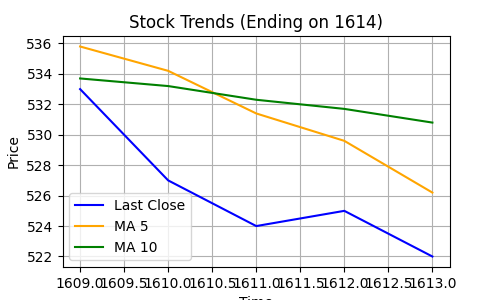 Stock Trends (Ending on 1614)
Price
536
534
532
530
528
526
524
522
Last Close
MA 5
MA 10
1609.0 1609.5 1610.0 1610.5 1611.0 1611.5 1612.0 1612.5 1613.0
Time